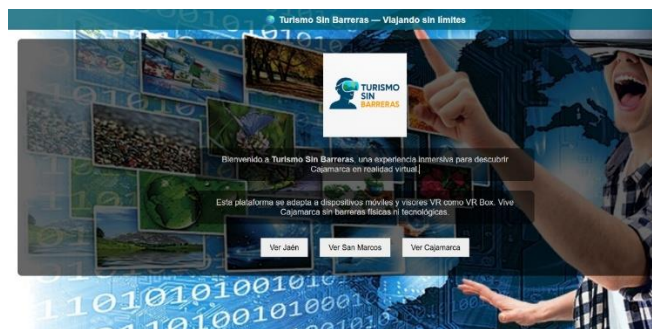 Turismo Sin Barreras — Viajando sin límites
TURISMO
SIN
BARRERAS
Bienvenido a Turismo Sin Barreras, una experiencia inmersiva para descubrir
Cajamarca en realidad virtual.
Esta plataforma se adapta a dispositivos móviles y visores VR como VR Box. Vive
Cajamarca sin barreras físicas ni tecnológicas.
Ver Jaén
Ver San Marcos
Ver Cajamarca